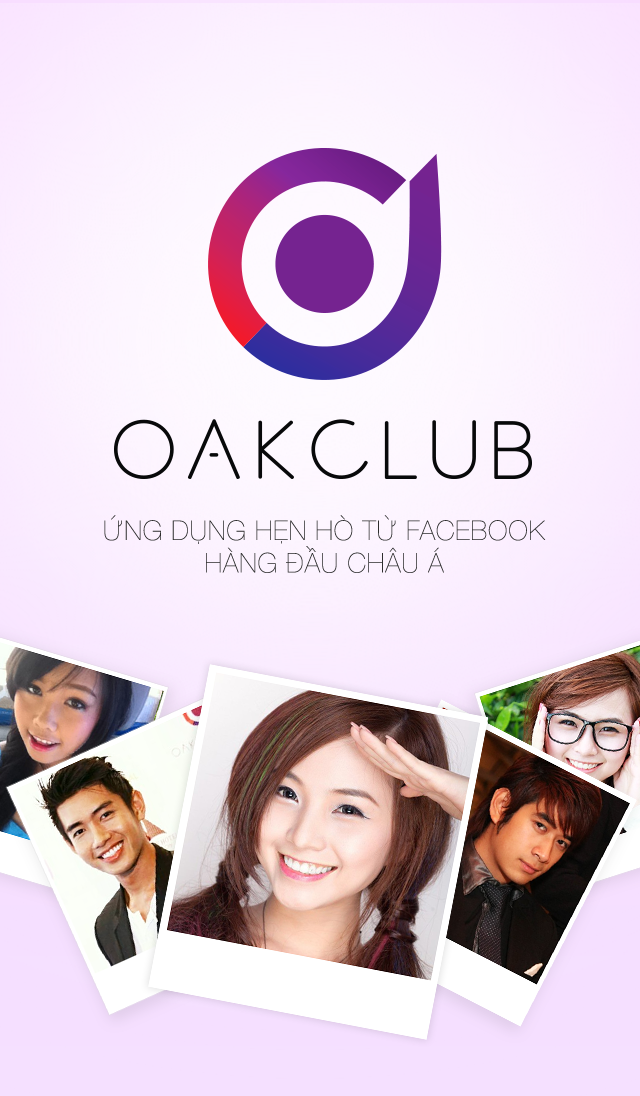 OAKCLUB
ỨNG DỤNG HẸN HÒ TỪ FACEBOOK
HÀNG ĐẦU CHÂU Á